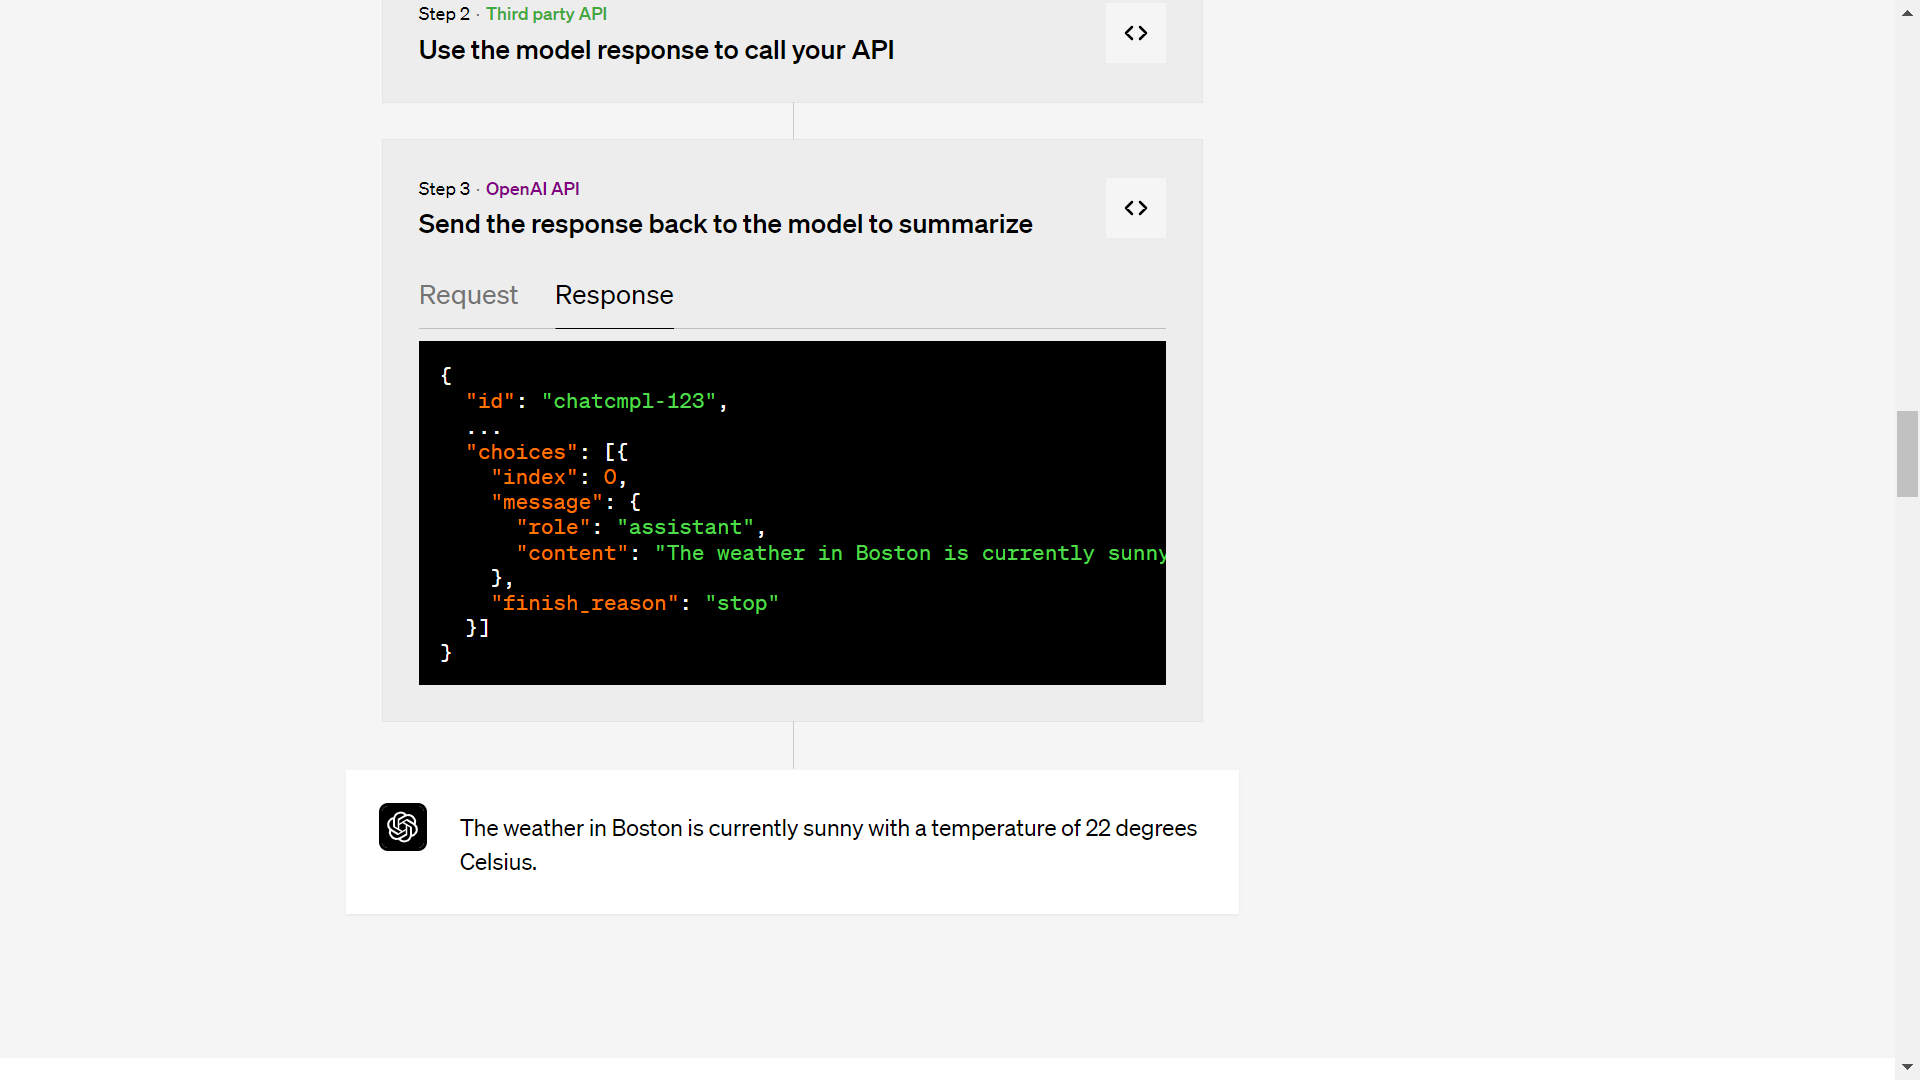 Step 2 · Third party API
Use the model response to call your API
<>
Step 3 · OpenAI API
Send the response back to the model to summarize
<>
Request Response
{
  "id": "chatcmpl-123",
  ...
  "choices": [{
    "index": 0,
    "message": {
      "role": "assistant",
      "content": "The weather in Boston is currently sunny
    },
    "finish_reason": "stop"
  }]
}
The weather in Boston is currently sunny with a temperature of 22 degrees
Celsius.